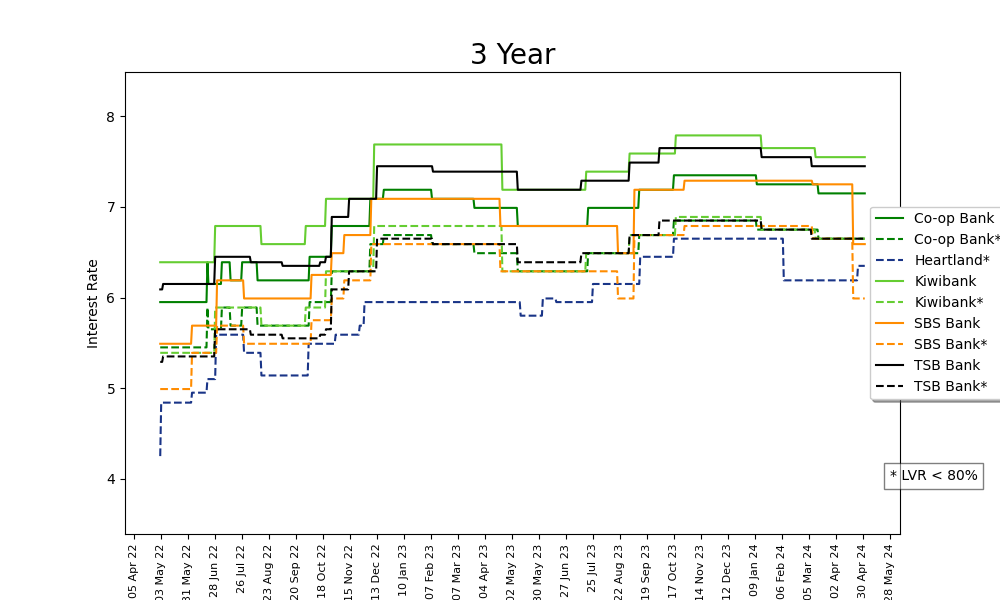 3 Year
Interest Rate
8
7
6
5
4
05 Apr 22
03 May 22
31 May 22
28 Jun 22
26 Jul 22
23 Aug 22
20 Sep 22
18 Oct 22
15 Nov 22
13 Dec 22
10 Jan 23
07 Feb 23
07 Mar 23
04 Apr 23
02 May 23
30 May 23
27 Jun 23
25 Jul 23
22 Aug 23
19 Sep 23
17 Oct 23
14 Nov 23
12 Dec 23
09 Jan 24
06 Feb 24
05 Mar 24
02 Apr 24
30 Apr 24
28 May 24
Co-op Bank
Co-op Bank*
Heartland*
Kiwibank
Kiwibank*
SBS Bank
SBS Bank*
TSB Bank
TSB Bank*
* LVR < 80%